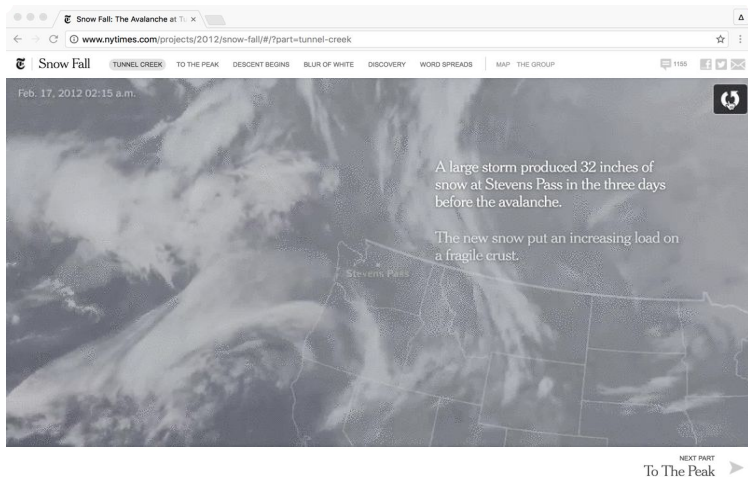 Snow Fall: The Avalanche at Tu
www.nytimes.com/projects/2012/snow-fall/#/?part=tunnel-creek
Snow Fall TUNNEL CREEK TO THE PEAK DESCENT BEGINS BLUR OF WHITE DISCOVERY WORD SPREADS MAP THE GROUP 1155
Feb. 17, 2012 02:15 a.m.
A large storm produced 32 inches of
snow at Stevens Pass in the three days
before the avalanche.
The new snow put an increasing load on
a fragile crust.
Stevens Pass
NEXT PART
To The Peak